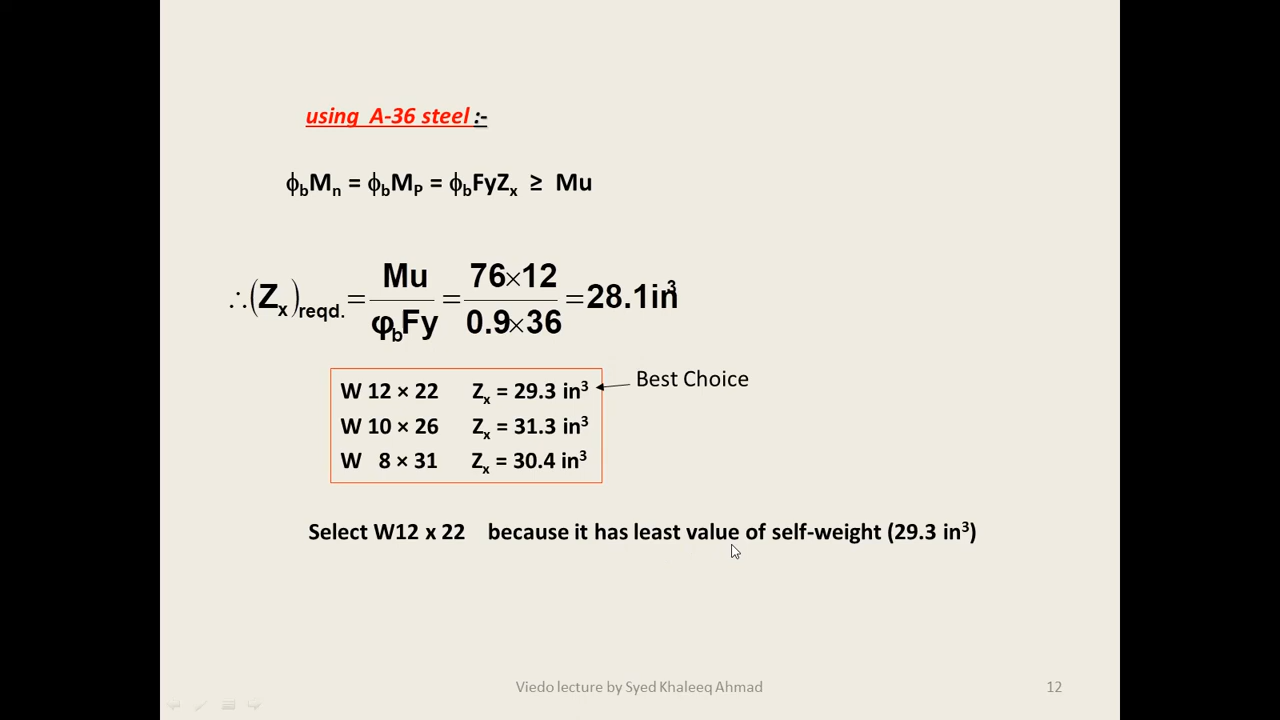 using A-36 steel :-
ϕbMn = ϕbMP = ϕbFyZx ≥ Mu
∴(Zx)reqd. = Mu/φbFy = 76×12/0.9×36 = 28.1in³
W 12 × 22 Zx = 29.3 in³
Best Choice
W 10 × 26 Zx = 31.3 in³
W 8 × 31 Zx = 30.4 in³
Select W12 x 22 because it has least value of self-weight (29.3 in³)
Viedo lecture by Syed Khaleeq Ahmad
12